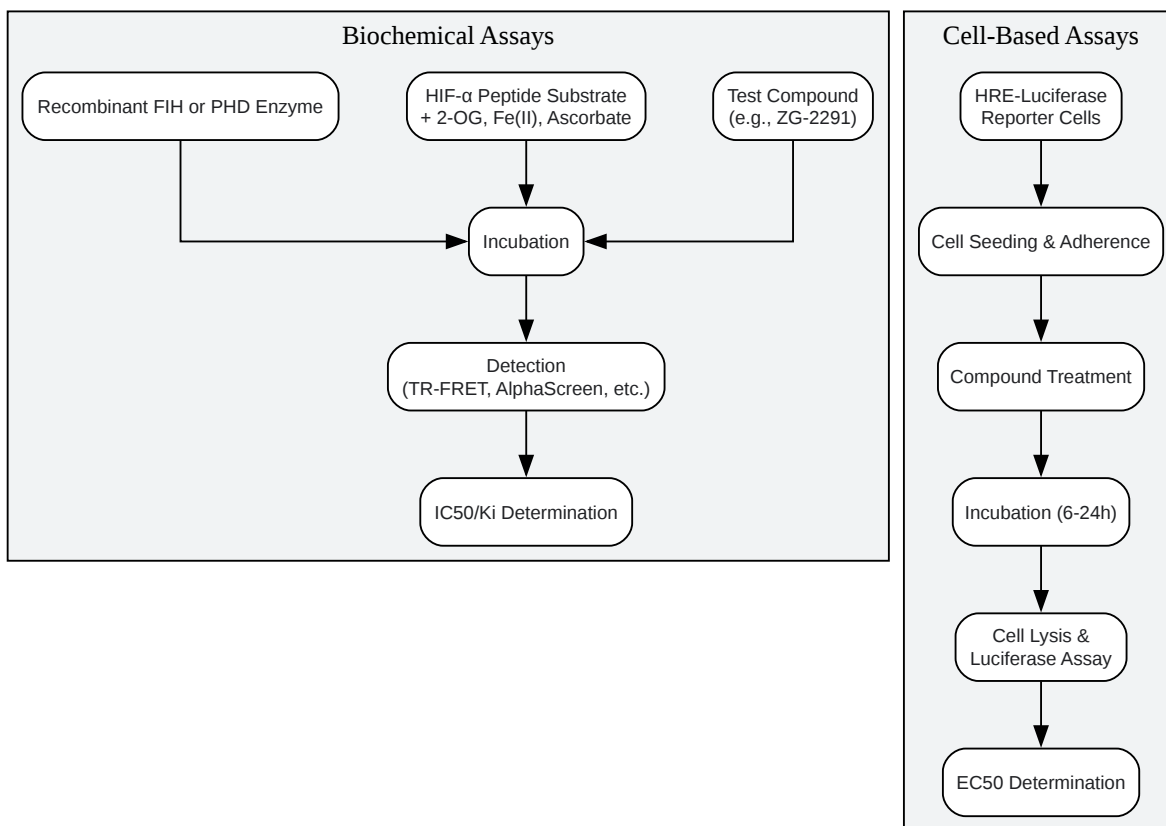 Biochemical Assays
Recombinant FIH or PHD Enzyme
HIF-α Peptide Substrate
+ 2-OG, Fe(II), Ascorbate
Test Compound
(e.g., ZG-2291)
Incubation
Detection
(TR-FRET, AlphaScreen, etc.)
IC50/Ki Determination
Cell-Based Assays
HRE-Luciferase
Reporter Cells
Cell Seeding & Adherence
Compound Treatment
Incubation (6-24h)
Cell Lysis &
Luciferase Assay
EC50 Determination